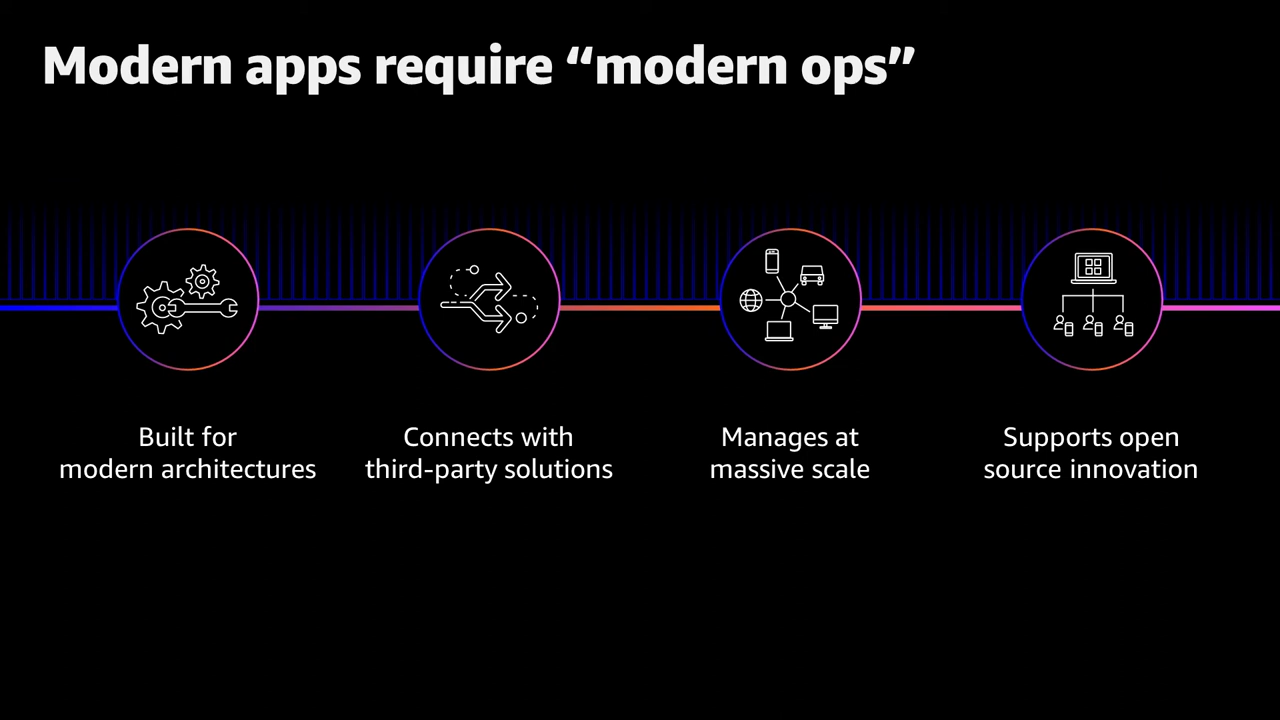 Modern apps require “modern ops”
Built for
modern architectures
Connects with
third-party solutions
Manages at
massive scale
Supports open
source innovation